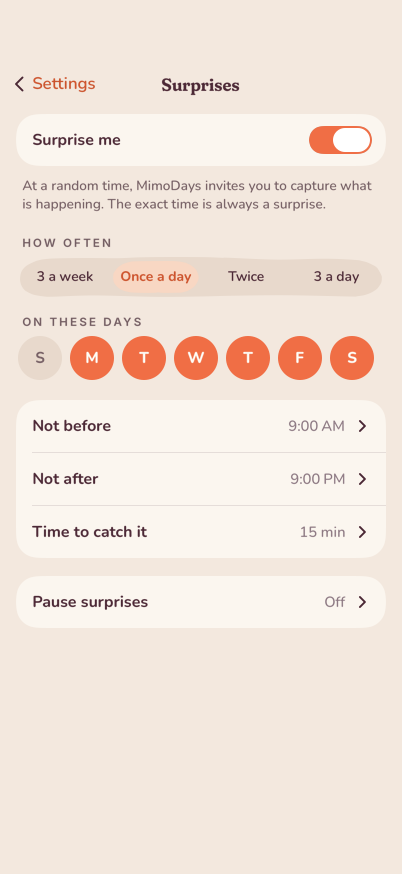 Settings
Surprises
Surprise me
At a random time, MimoDays invites you to capture what
is happening. The exact time is always a surprise.
HOW OFTEN
3 a week Once a day Twice 3 a day
ON THESE DAYS
S M T W T F S
Not before 9:00 AM
Not after 9:00 PM
Time to catch it 15 min
Pause surprises Off